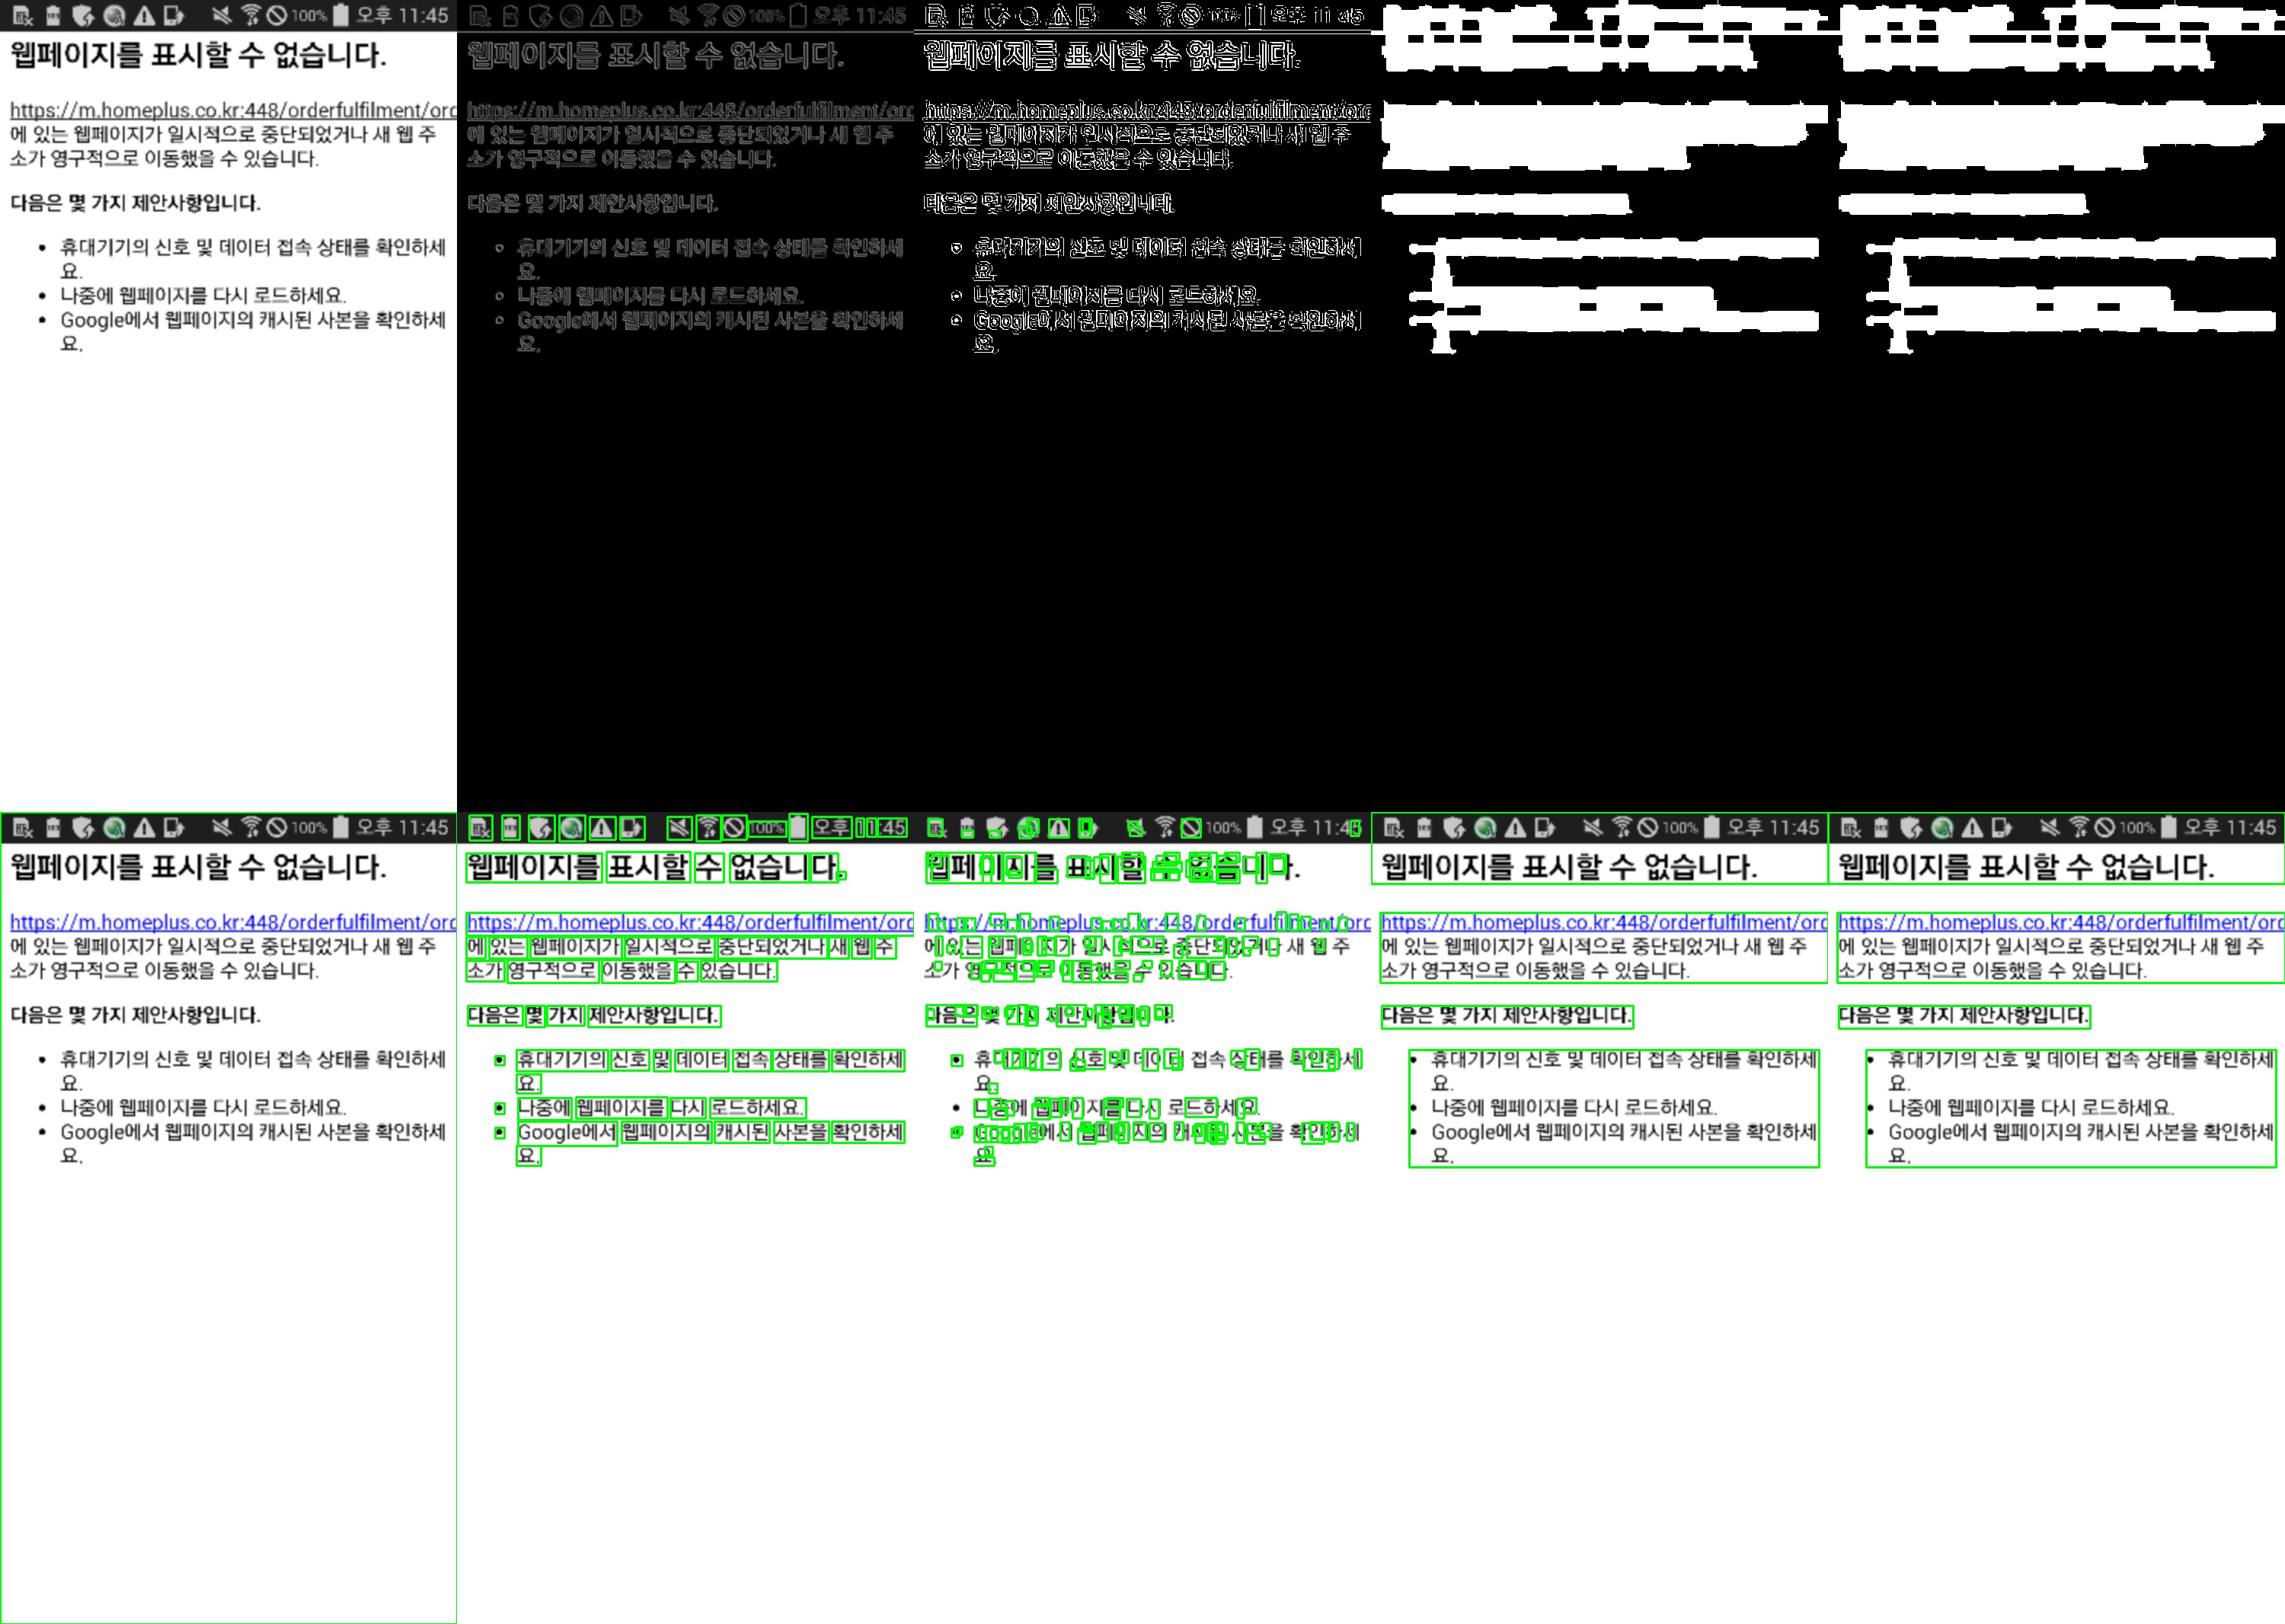 100% 오후 11:45
웹페이지를 표시할 수 없습니다.
https://m.homeplus.co.kr:448/orderfulfilment/orc
에 있는 웹페이지가 일시적으로 중단되었거나 새 웹 주
소가 영구적으로 이동했을 수 있습니다.
다음은 몇 가지 제안사항입니다.
• 휴대기기의 신호 및 데이터 접속 상태를 확인하세
요.
• 나중에 웹페이지를 다시 로드하세요.
• Google에서 웹페이지의 캐시된 사본을 확인하세
요.
100% 오후 11:45
웹페이지를 표시할 수 없습니다.
https://m.homeplus.co.kr:448/orderfulfilment/orc
에 있는 웹페이지가 일시적으로 중단되었거나 새 웹 주
소가 영구적으로 이동했을 수 있습니다.
다음은 몇 가지 제안사항입니다.
• 휴대기기의 신호 및 데이터 접속 상태를 확인하세
요.
• 나중에 웹페이지를 다시 로드하세요.
• Google에서 웹페이지의 캐시된 사본을 확인하세
요.
100% 오후 11:45
웹페이지를 표시할 수 없습니다.
https://m.homeplus.co.kr:448/orderfulfilment/orc
에 있는 웹페이지가 일시적으로 중단되었거나 새 웹 주
소가 영구적으로 이동했을 수 있습니다.
다음은 몇 가지 제안사항입니다.
• 휴대기기의 신호 및 데이터 접속 상태를 확인하세
요.
• 나중에 웹페이지를 다시 로드하세요.
• Google에서 웹페이지의 캐시된 사본을 확인하세
요.
100% 오후 11:45
웹페이지를 표시할 수 없습니다.
https://m.homeplus.co.kr:448/orderfulfilment/orc
에 있는 웹페이지가 일시적으로 중단되었거나 새 웹 주
소가 영구적으로 이동했을 수 있습니다.
다음은 몇 가지 제안사항입니다.
• 휴대기기의 신호 및 데이터 접속 상태를 확인하세
요.
• 나중에 웹페이지를 다시 로드하세요.
• Google에서 웹페이지의 캐시된 사본을 확인하세
요.
100% 오후 11:45
웹페이지를 표시할 수 없습니다.
https://m.homeplus.co.kr:448/orderfulfilment/orc
에 있는 웹페이지가 일시적으로 중단되었거나 새 웹 주
소가 영구적으로 이동했을 수 있습니다.
다음은 몇 가지 제안사항입니다.
• 휴대기기의 신호 및 데이터 접속 상태를 확인하세
요.
• 나중에 웹페이지를 다시 로드하세요.
• Google에서 웹페이지의 캐시된 사본을 확인하세
요.
100% 오후 11:45
웹페이지를 표시할 수 없습니다.
https://m.homeplus.co.kr:448/orderfulfilment/orc
에 있는 웹페이지가 일시적으로 중단되었거나 새 웹 주
소가 영구적으로 이동했을 수 있습니다.
다음은 몇 가지 제안사항입니다.
• 휴대기기의 신호 및 데이터 접속 상태를 확인하세
요.
• 나중에 웹페이지를 다시 로드하세요.
• Google에서 웹페이지의 캐시된 사본을 확인하세
요.
100% 오후 11:45
웹페이지를 표시할 수 없습니다.
https://m.homeplus.co.kr:448/orderfulfilment/orc
에 있는 웹페이지가 일시적으로 중단되었거나 새 웹 주
소가 영구적으로 이동했을 수 있습니다.
다음은 몇 가지 제안사항입니다.
• 휴대기기의 신호 및 데이터 접속 상태를 확인하세
요.
• 나중에 웹페이지를 다시 로드하세요.
• Google에서 웹페이지의 캐시된 사본을 확인하세
요.
100% 오후 11:45
웹페이지를 표시할 수 없습니다.
https://m.homeplus.co.kr:448/orderfulfilment/orc
에 있는 웹페이지가 일시적으로 중단되었거나 새 웹 주
소가 영구적으로 이동했을 수 있습니다.
다음은 몇 가지 제안사항입니다.
• 휴대기기의 신호 및 데이터 접속 상태를 확인하세
요.
• 나중에 웹페이지를 다시 로드하세요.
• Google에서 웹페이지의 캐시된 사본을 확인하세
요.